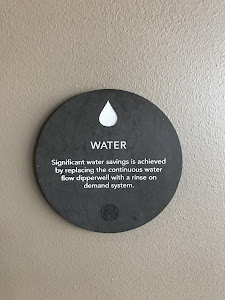 WATER
Significant water savings is achieved
by replacing the continuous water
flow dipperwell with a rinse on
demand system.